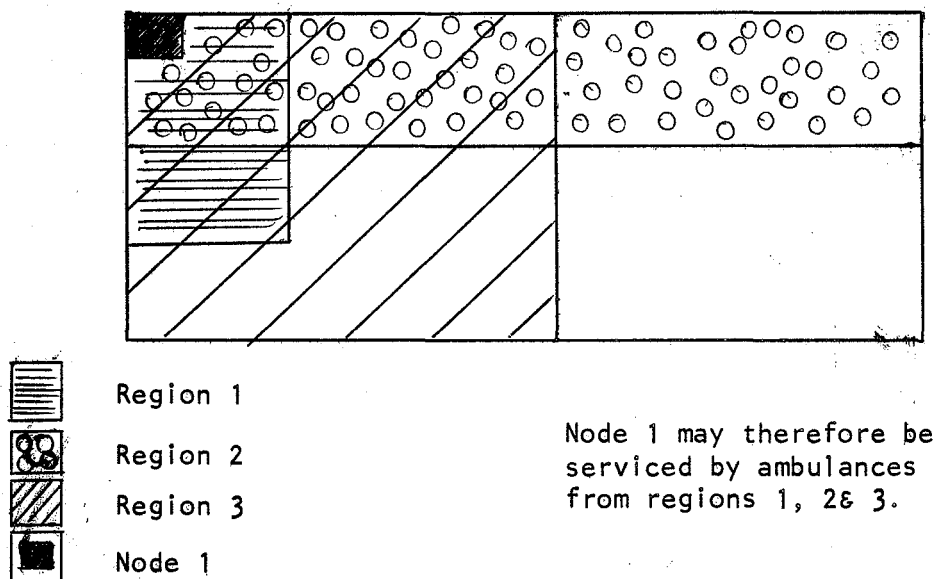 Region 1
Region 2
Region 3
Node 1
Node 1 may therefore be
serviced by ambulances
from regions 1, 2& 3.